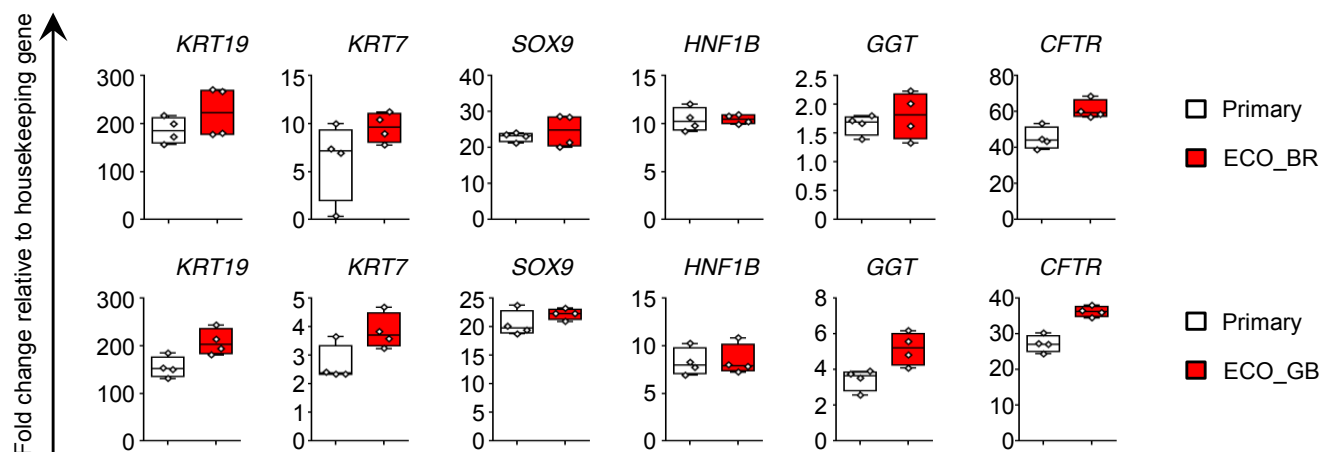 Fold change relative to housekeeping gene
KRT19 KRT7 SOX9 HNF1B GGT CFTR
300 15 40 15 2.5 80
200 10 30 10 2.0 60
100 5 20 5 1.5 40
0 0 10 0 1.0 20
0 0.5 0
0
Primary
ECO_BR
KRT19 KRT7 SOX9 HNF1B GGT CFTR
300 5 25 15 8 40
200 4 20 10 6 30
100 3 15 5 4 20
0 2 10 0 2 10
1 5 0 0
0 0
Primary
ECO_GB